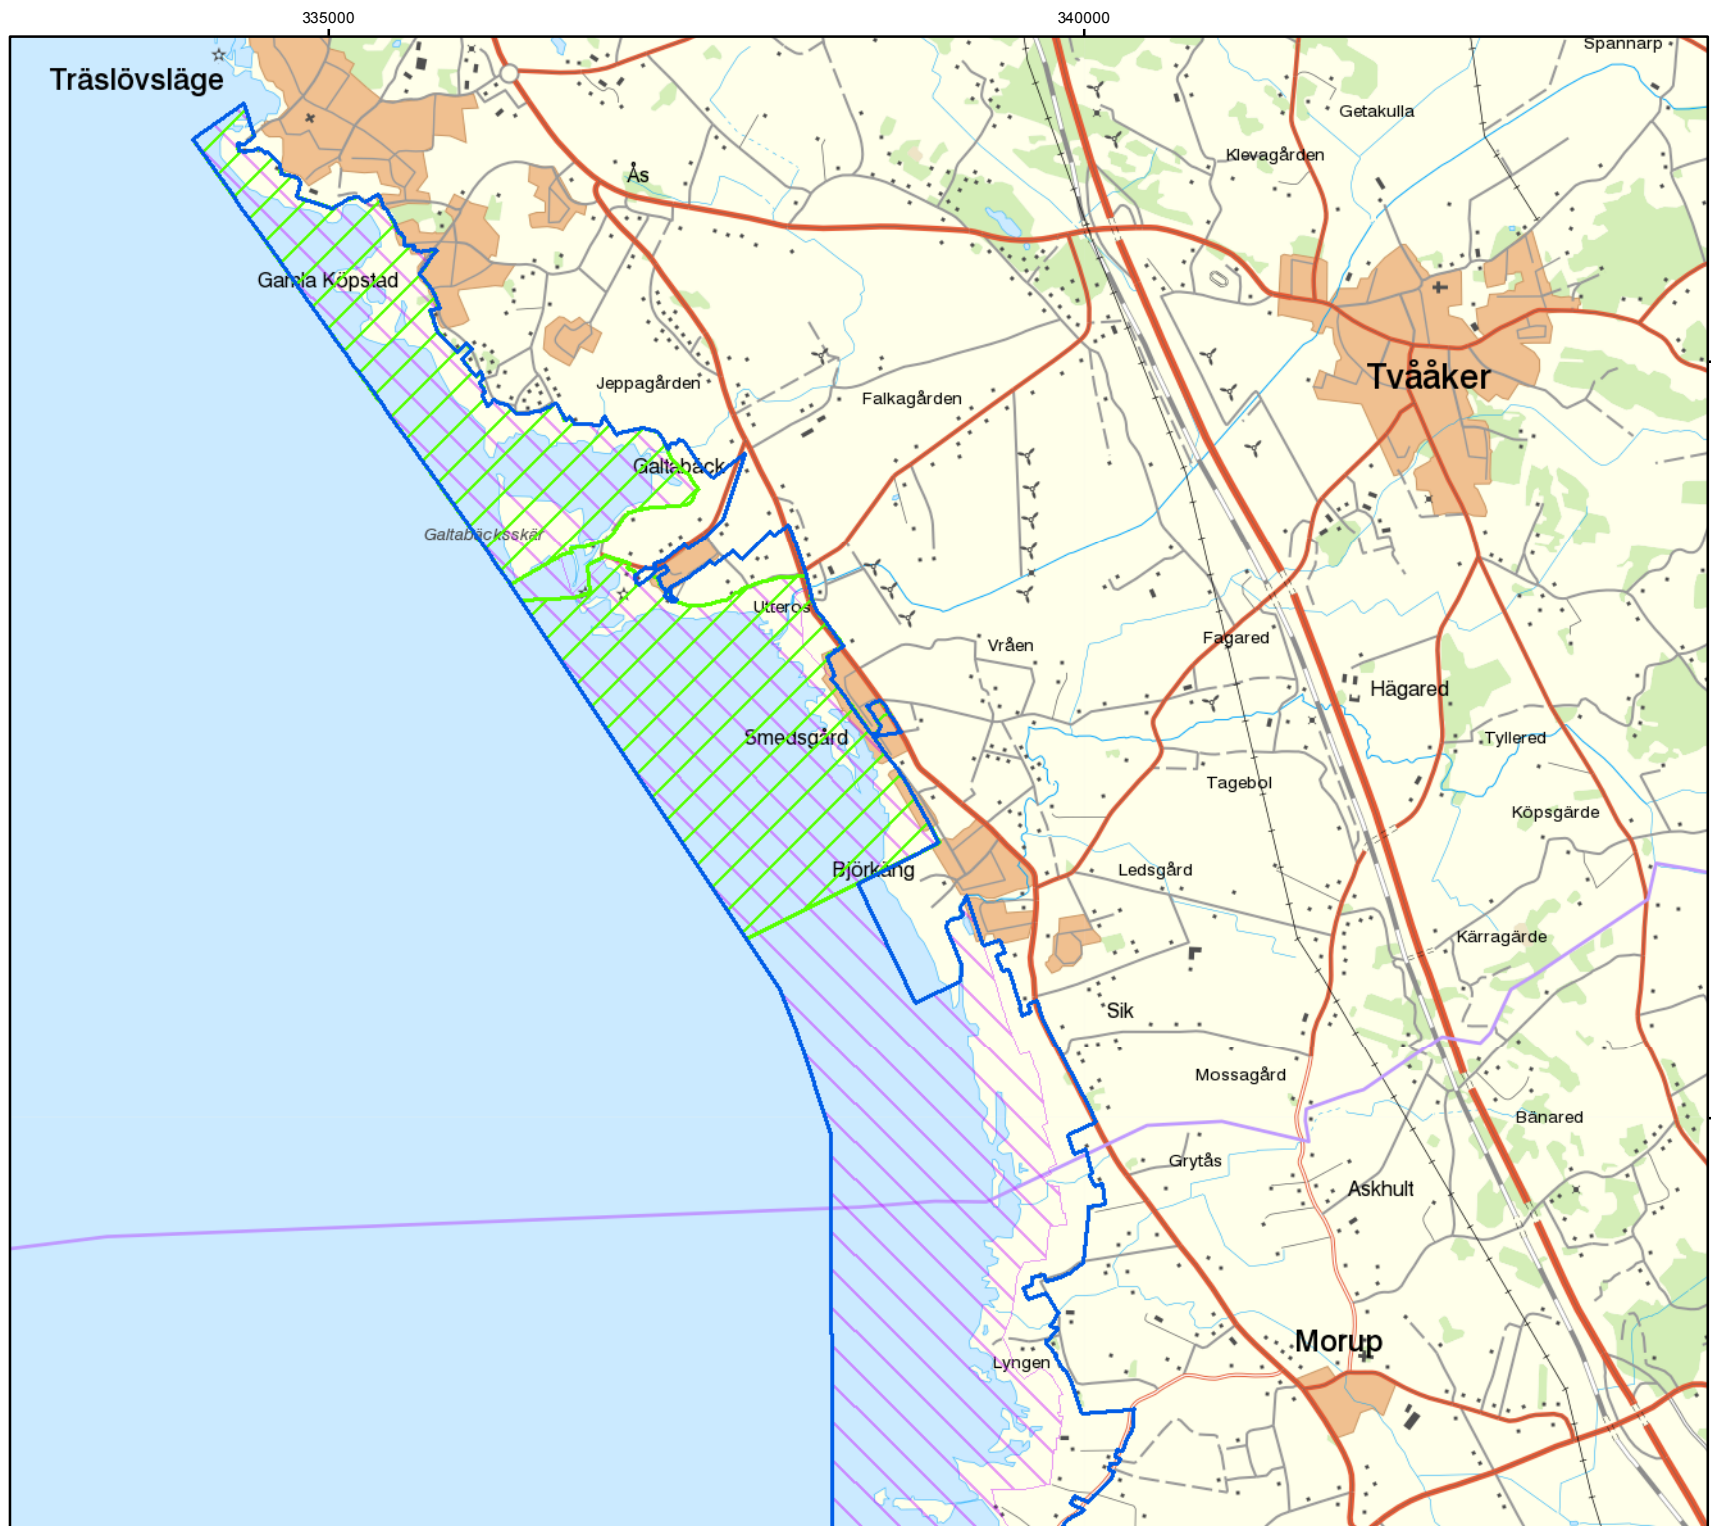 335000
340000
Spannarp
Träslövsläge
Getakulla
Klevagården
Ås
Gamla Köpstad
Tvååker
Jeppagården
Falkagården
Galtabäck
Galtabäcksskär
Utteros
Fagared
Vråen
Hägared
Smedsgård
Tyllered
Tagebol
Köpsgärde
Björkäng
Ledsgård
Kärragärde
Sik
Mossagård
Bänared
Grytås
Askhult
Morup
Lyngen